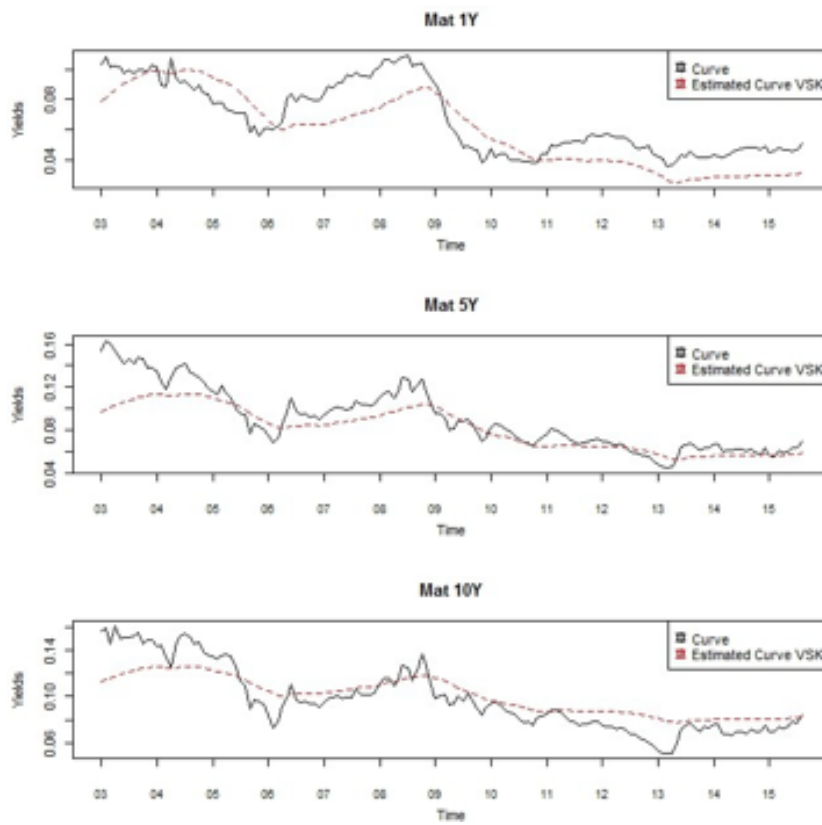 Mat 1Y
Yields
0.08
0.04
Curve
Estimated Curve VSK
03 04 05 06 07 08 09 10 11 12 13 14 15
Time
Mat 5Y
Yields
0.16
0.12
0.08
0.04
Curve
Estimated Curve VSK
03 04 05 06 07 08 09 10 11 12 13 14 15
Time
Mat 10Y
Yields
0.14
0.10
0.06
Curve
Estimated Curve VSK
03 04 05 06 07 08 09 10 11 12 13 14 15
Time